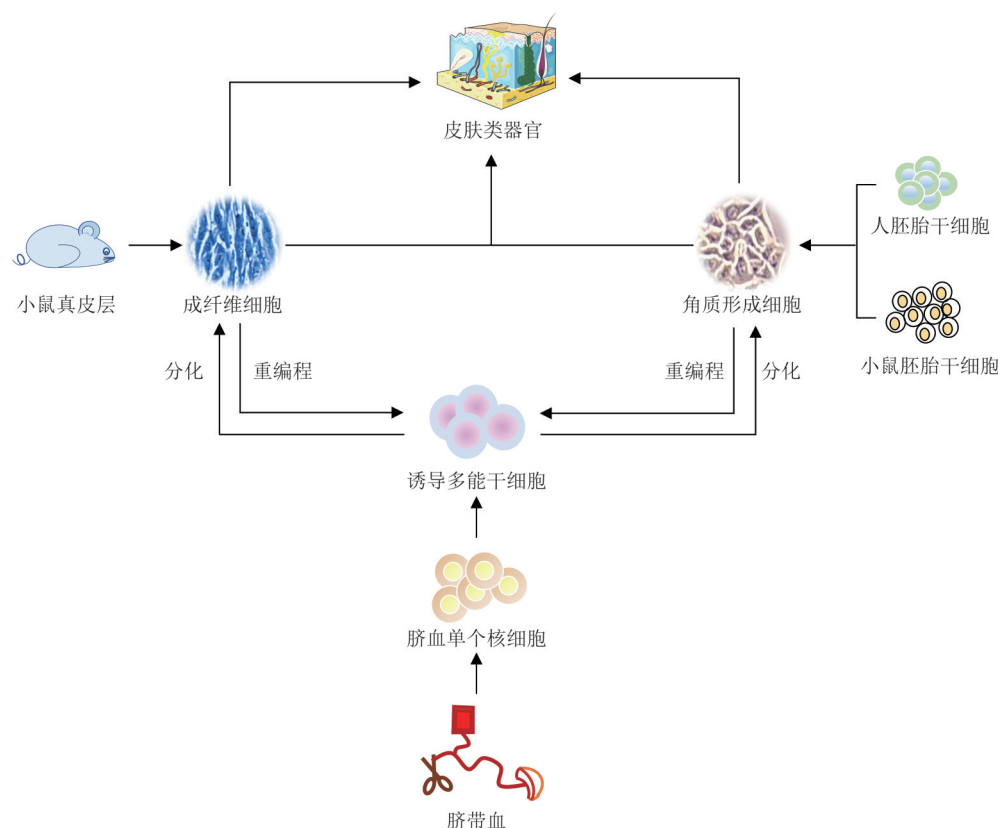 皮肤类器官
人胚胎干细胞
小鼠真皮层
成纤维细胞
角质形成细胞
小鼠胚胎干细胞
分化
重编程
重编程
分化
诱导多能干细胞
脐血单个核细胞
脐带血